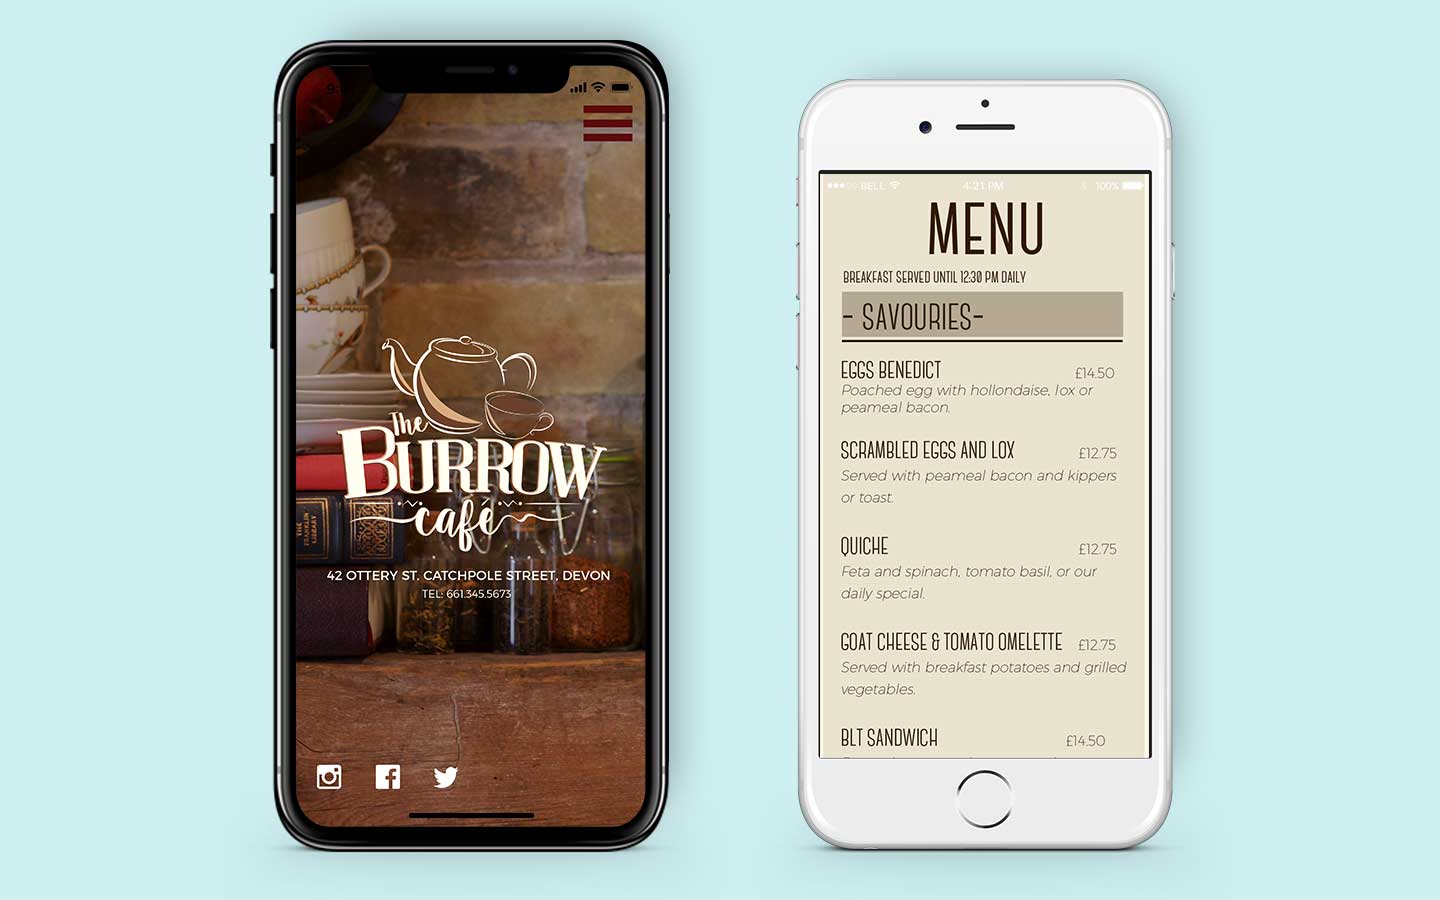 9:
The
BURROW
café
THE
FRANKLIN
LIBRARY
42 OTTERY ST. CATCHPOLE STREET, DEVON
TEL: 661.345.5673
BELL
4:21 PM
100%
MENU
BREAKFAST SERVED UNTIL 12:30 PM DAILY
- SAVOURIES-
EGGS BENEDICT £14.50
Poached egg with hollondaise, lox or
peameal bacon.
SCRAMBLED EGGS AND LOX £12.75
Served with peameal bacon and kippers
or toast.
QUICHE £12.75
Feta and spinach, tomato basil, or our
daily special.
GOAT CHEESE & TOMATO OMELETTE £12.75
Served with breakfast potatoes and grilled
vegetables.
BLT SANDWICH £14.50